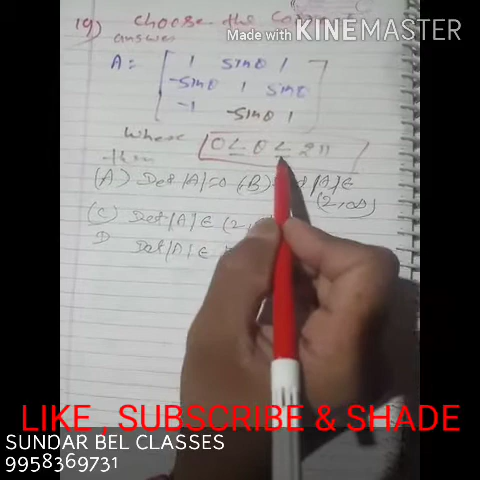 19) Choose the
Made with KINEMASTER
answer
A = [ 1 sinθ 1
-sinθ 1 sinθ
-1 -sinθ 1 ]
Where 0 ≤ θ ≤ 2π
then
(A) Det |A| = 0 (B) |A| ∈
(2, ∞)
(C) Det |A| ∈ (2,
D Det |A| ∈
LIKE , SUBSCRIBE & SHADE
SUNDAR BEL CLASSES
9958369731